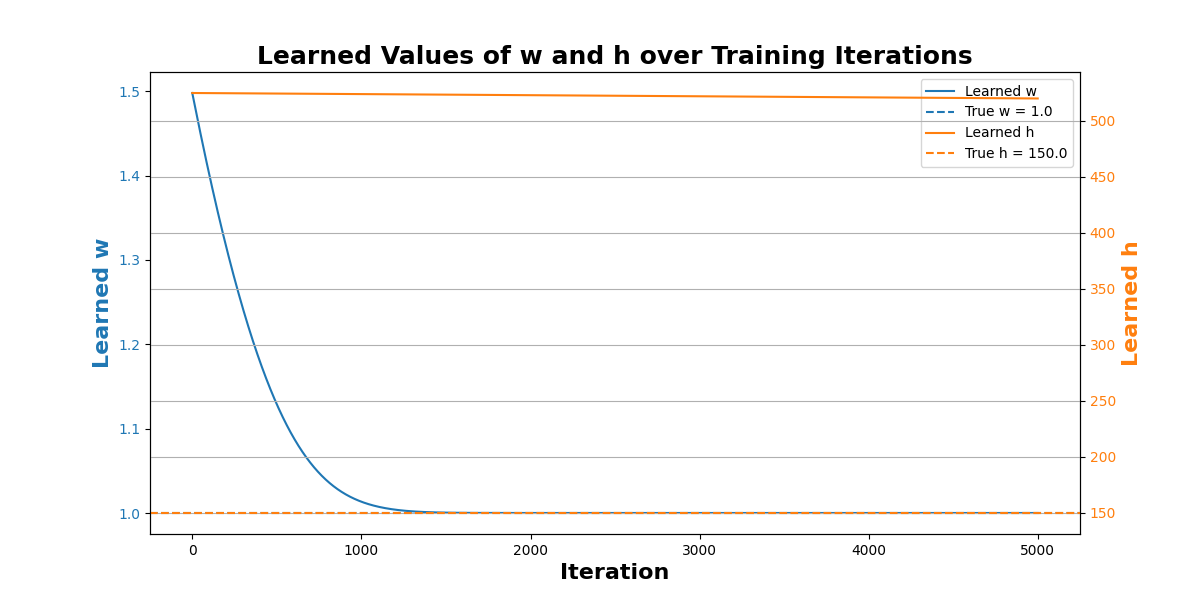 Learned Values of w and h over Training Iterations
Learned w
True w = 1.0
Learned h
True h = 150.0
1.5
1.4
1.3
1.2
1.1
1.0
Learned w
500
450
400
350
300
250
200
150
Learned h
0 1000 2000 3000 4000 5000
Iteration